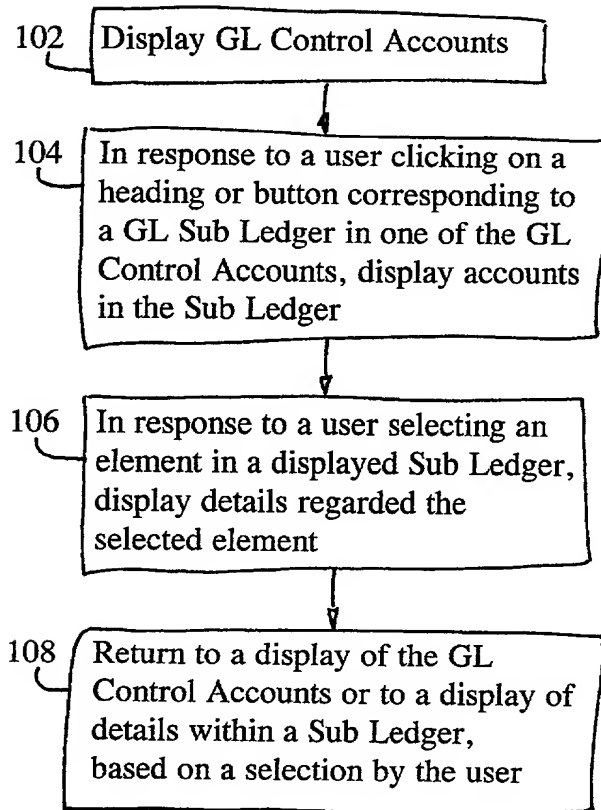 102 Display GL Control Accounts
104 In response to a user clicking on a
heading or button corresponding to
a GL Sub Ledger in one of the GL
Control Accounts, display accounts
in the Sub Ledger
106 In response to a user selecting an
element in a displayed Sub Ledger,
display details regarded the
selected element
108 Return to a display of the GL
Control Accounts or to a display of
details within a Sub Ledger,
based on a selection by the user